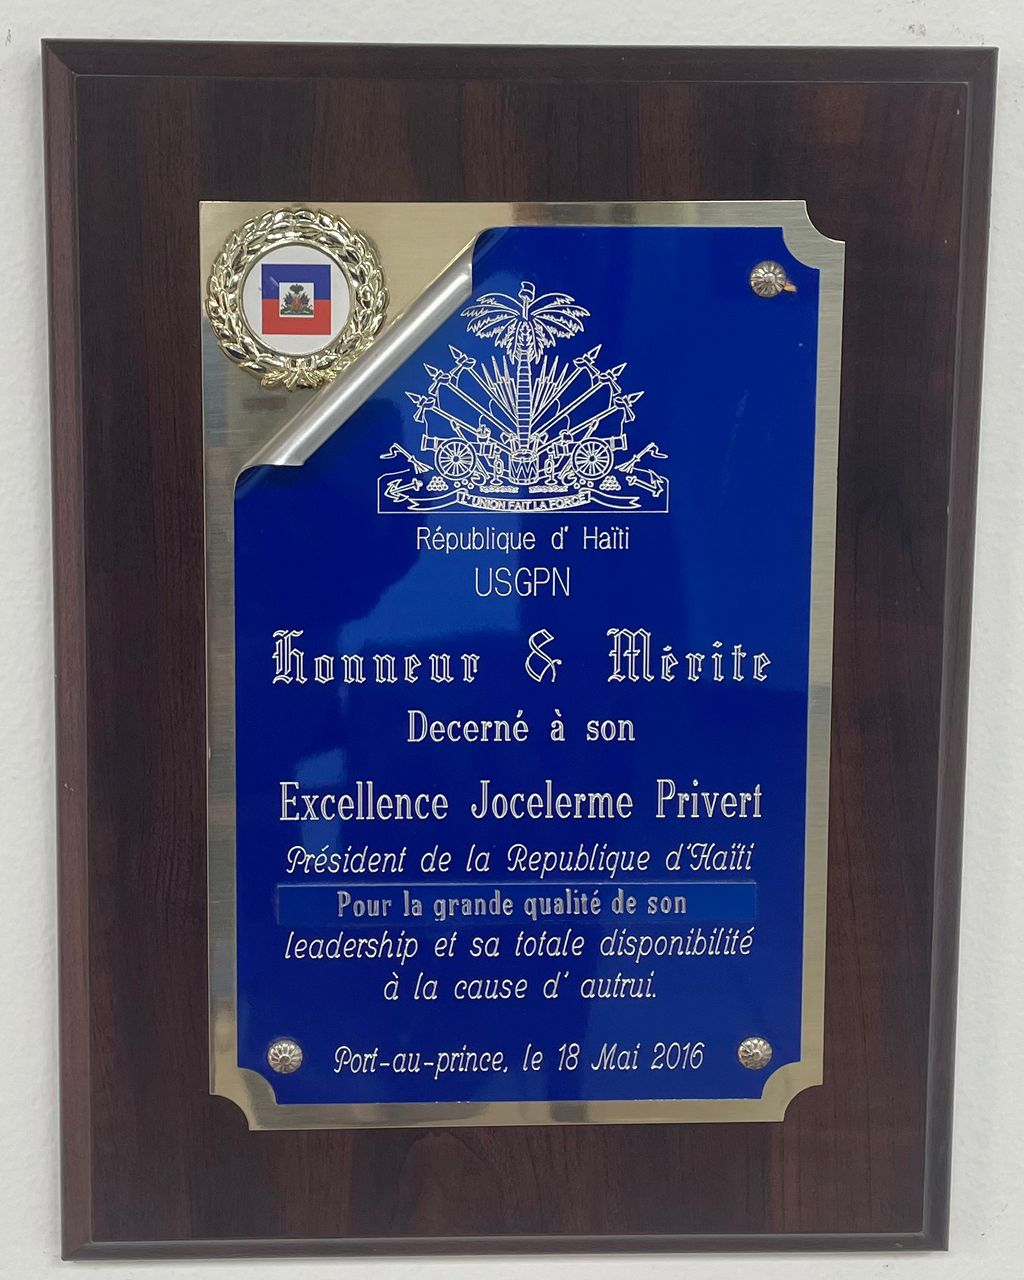 L'UNION FAIT LA FORCE
République d' Haïti
USGPN
Honneur & Mérite
Decerné à son
Excellence Jocelerme Privert
Président de la Republique d'Haïti
Pour la grande qualité de son
leadership et sa totale disponibilité
à la cause d' autrui.
Port-au-prince, le 18 Mai 2016